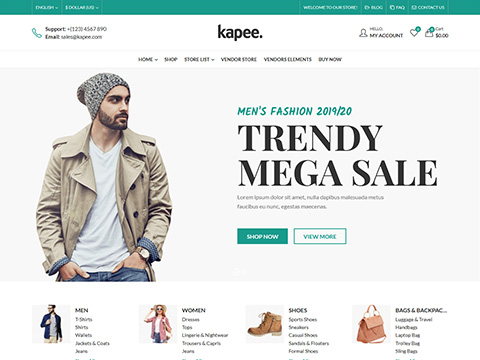 ENGLISH $ DOLLAR (US) WELCOME TO OUR STORE! BLOG FAQ CONTACT US
Support: +(123) 4567 890
Email: sales@kapee.com
kapee.
HELLO,
MY ACCOUNT
0
0
Cart
$0.00
HOME SHOP STORE LIST VENDOR STORE VENDORS ELEMENTS BUY NOW
MEN'S FASHION 2019/20
TRENDY
MEGA SALE
Lorem ipsum dolor sit amet, nulla dapibus malesuada tortor
faucibus eu nunc, egestas maecenas.
SHOP NOW VIEW MORE
MEN
T-Shirts
Shirts
Wallets
Jackets & Coats
Jeans
WOMEN
Dresses
Tops
Lingerie & Nightwear
Trousers & Capris
Jeans
SHOES
Sports Shoes
Sneakers
Casual Shoes
Sandals & Floaters
Formal Shoes
BAGS & BACKPAC...
Luggage & Travel
Handbags
Laptop Bag
Trolley Bag
Sling Bag